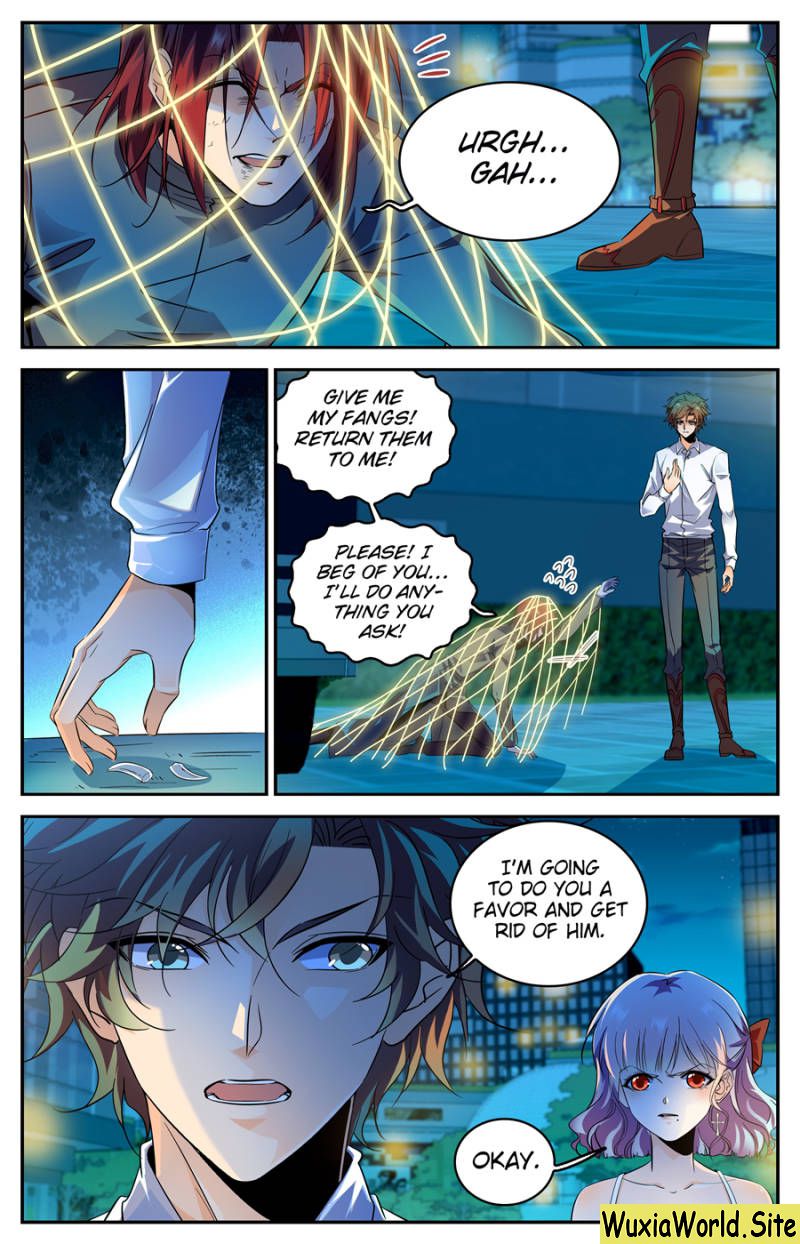 URGH...
GAH...
GIVE ME
MY FANGS!
RETURN THEM
TO ME!
PLEASE! I
BEG OF YOU...
I'LL DO ANY-
THING YOU
ASK!
I'M GOING
TO DO YOU A
FAVOR AND GET
RID OF HIM.
OKAY.
WuxiaWorld.Site